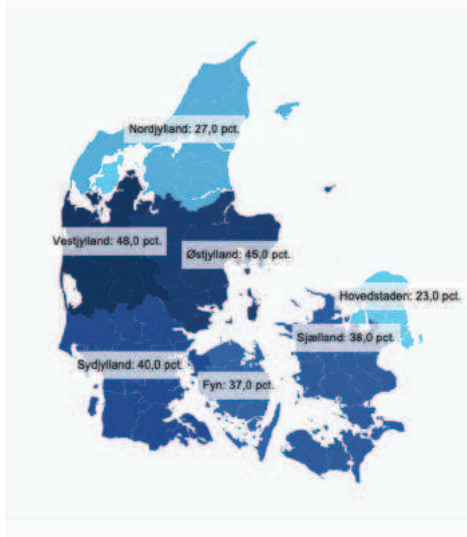 Nordjylland: 27,0 pct.
Vestjylland: 48,0 pct.
Østjylland: 45,0 pct.
Hovedstaden: 23,0 pct.
Sjælland: 38,0 pct.
Sydjylland: 40,0 pct.
Fyn: 37,0 pct.